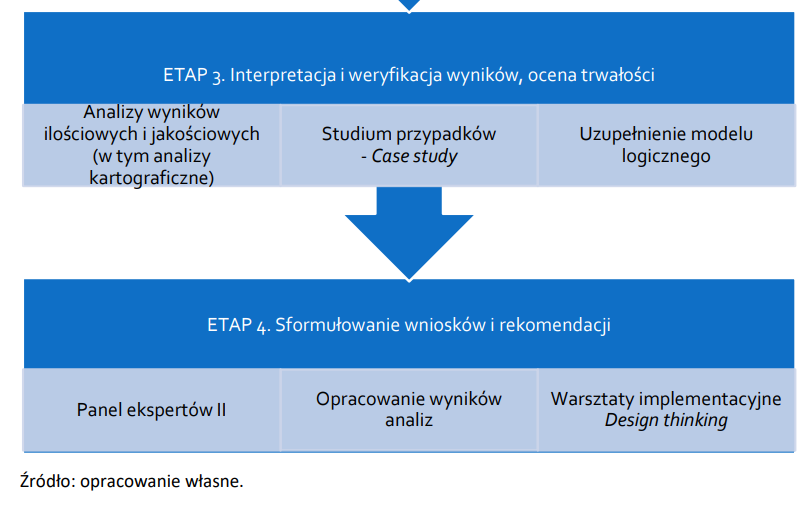 ETAP 3. Interpretacja i weryfikacja wyników, ocena trwałości
Analizy wyników
ilościowych i jakościowych
(w tym analizy
kartograficzne)
Studium przypadków
- Case study
Uzupełnienie modelu
logicznego
ETAP 4. Sformułowanie wniosków i rekomendacji
Panel ekspertów II
Opracowanie wyników
analiz
Warsztaty implementacyjne
Design thinking
Źródło: opracowanie własne.